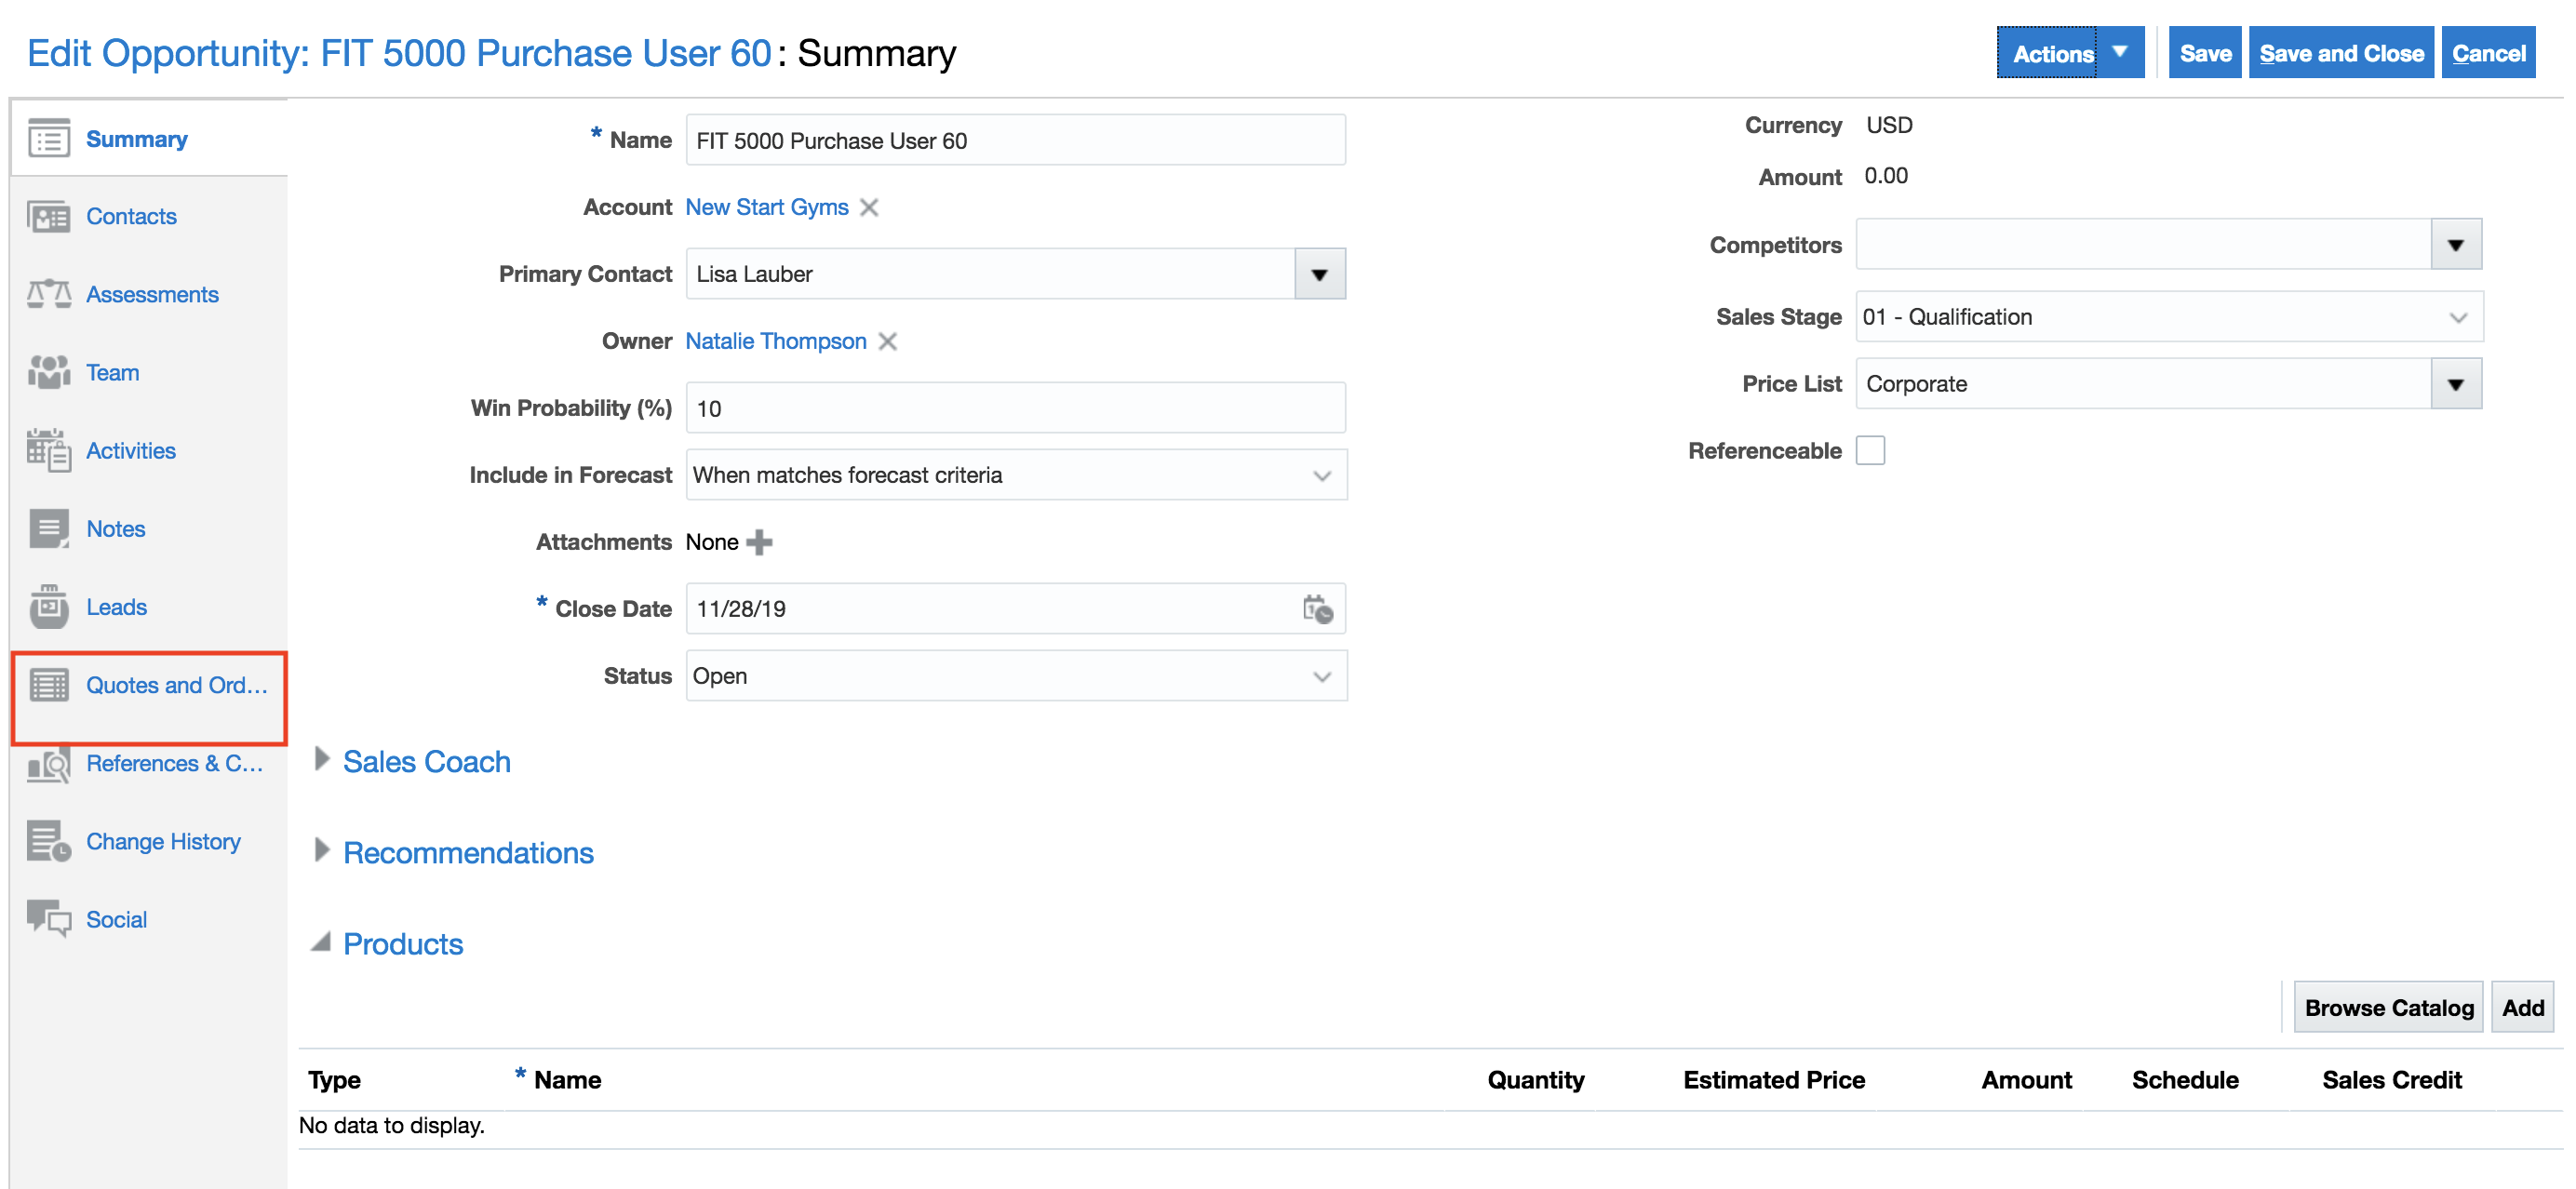 Edit Opportunity: FIT 5000 Purchase User 60: Summary
Actions
Save
Save and Close
Cancel
Summary
Contacts
Assessments
Team
Activities
Notes
Leads
Quotes and Ord...
References & C...
Change History
Social
* Name FIT 5000 Purchase User 60
Account New Start Gyms
Primary Contact Lisa Lauber
Owner Natalie Thompson
Win Probability (%) 10
Include in Forecast When matches forecast criteria
Attachments None
* Close Date 11/28/19
Status Open
Currency USD
Amount 0.00
Competitors
Sales Stage 01 - Qualification
Price List Corporate
Referenceable
Sales Coach
Recommendations
Products
Browse Catalog
Add
Type * Name Quantity Estimated Price Amount Schedule Sales Credit
No data to display.